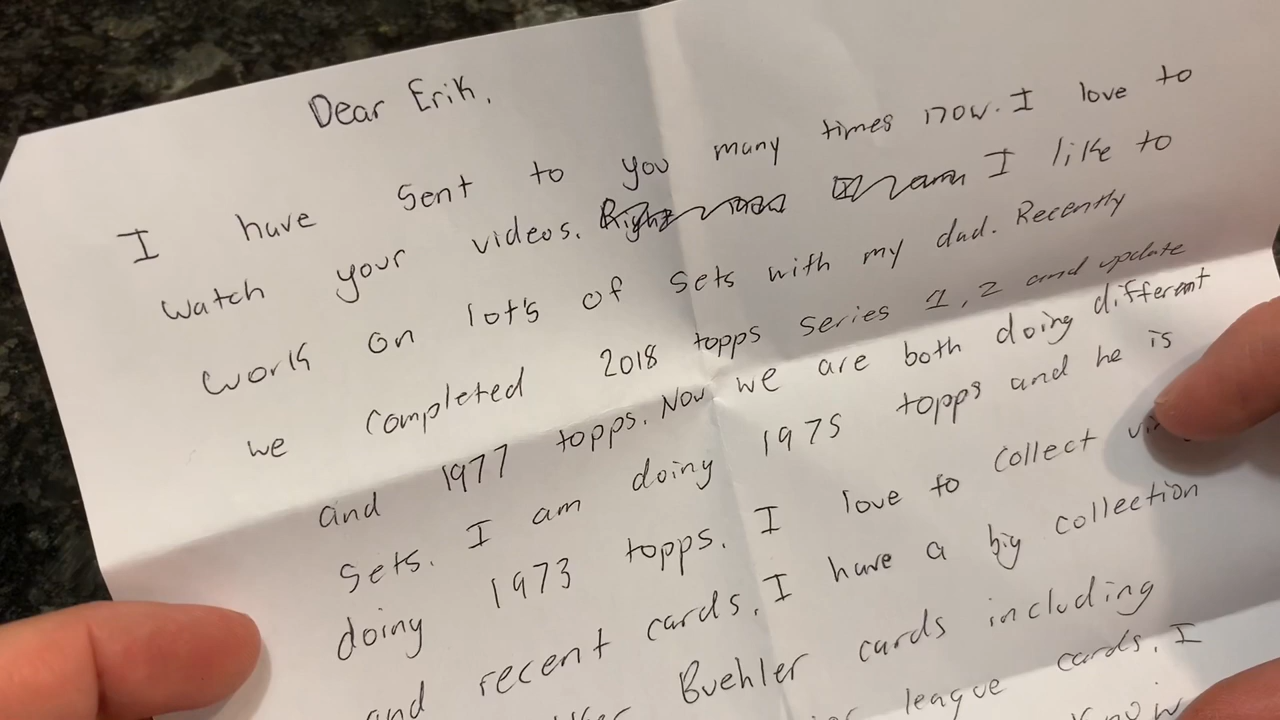 Dear Erik,
I have sent to you many times now. I love to
watch your videos. I like to
work on lot's of sets with my dad. Recently
we completed 2018 topps series 1, 2 and update
and 1977 topps. Now we are both doing different
sets. I am doing 1975 topps and he is
doing 1973 topps. I love to collect
and recent cards. I have a big collection
Buehler cards including
league cards. I